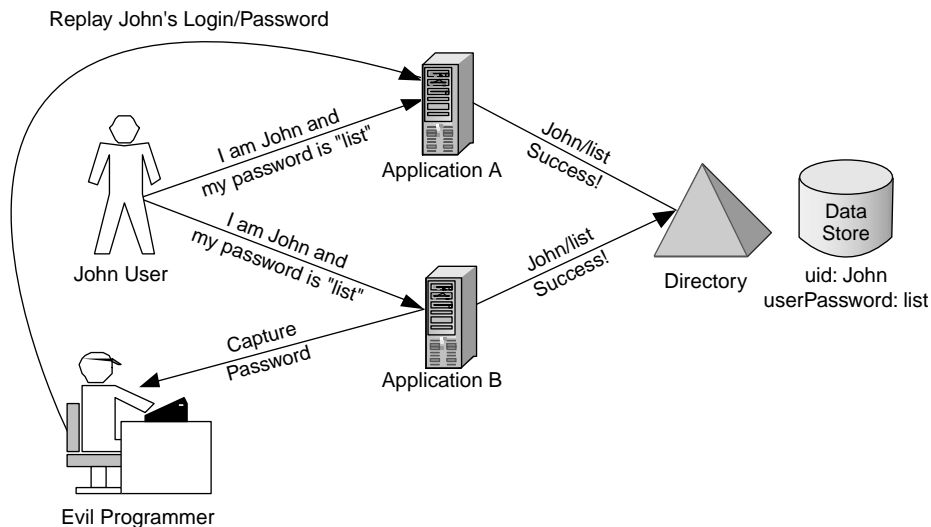 Replay John's Login/Password
I am John and
my password is "list"
Application A
John/list
Success!
John User
I am John and
my password is "list"
John/list
Success!
Directory
Data
Store
uid: John
userPassword: list
Capture
Password
Application B
Evil Programmer